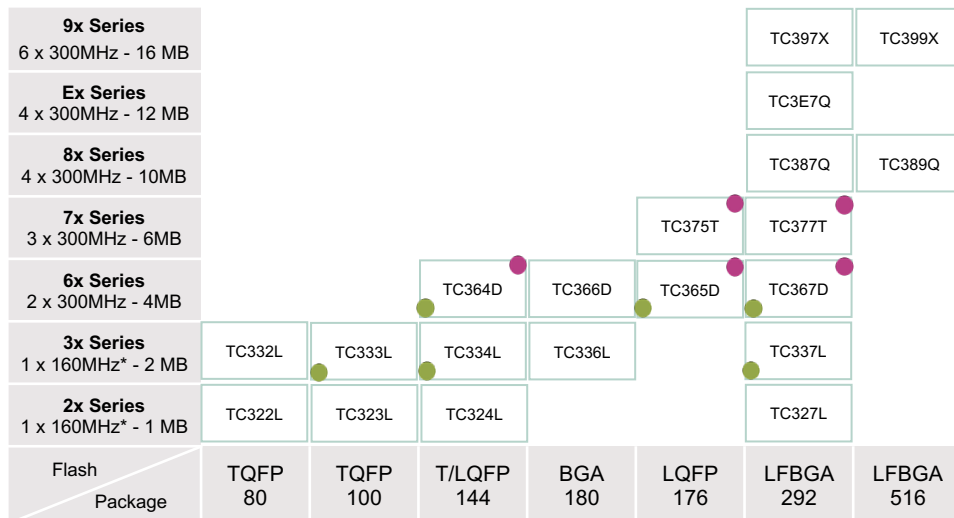 9x Series
6 x 300MHz - 16 MB
TC397X
TC399X
Ex Series
4 x 300MHz - 12 MB
TC3E7Q
8x Series
4 x 300MHz - 10MB
TC387Q
TC389Q
7x Series
3 x 300MHz - 6MB
TC375T
TC377T
6x Series
2 x 300MHz - 4MB
TC364D
TC366D
TC365D
TC367D
3x Series
1 x 160MHz* - 2 MB
TC332L
TC333L
TC334L
TC336L
TC337L
2x Series
1 x 160MHz* - 1 MB
TC322L
TC323L
TC324L
TC327L
Flash
Package
TQFP
80
TQFP
100
T/LQFP
144
BGA
180
LQFP
176
LFBGA
292
LFBGA
516